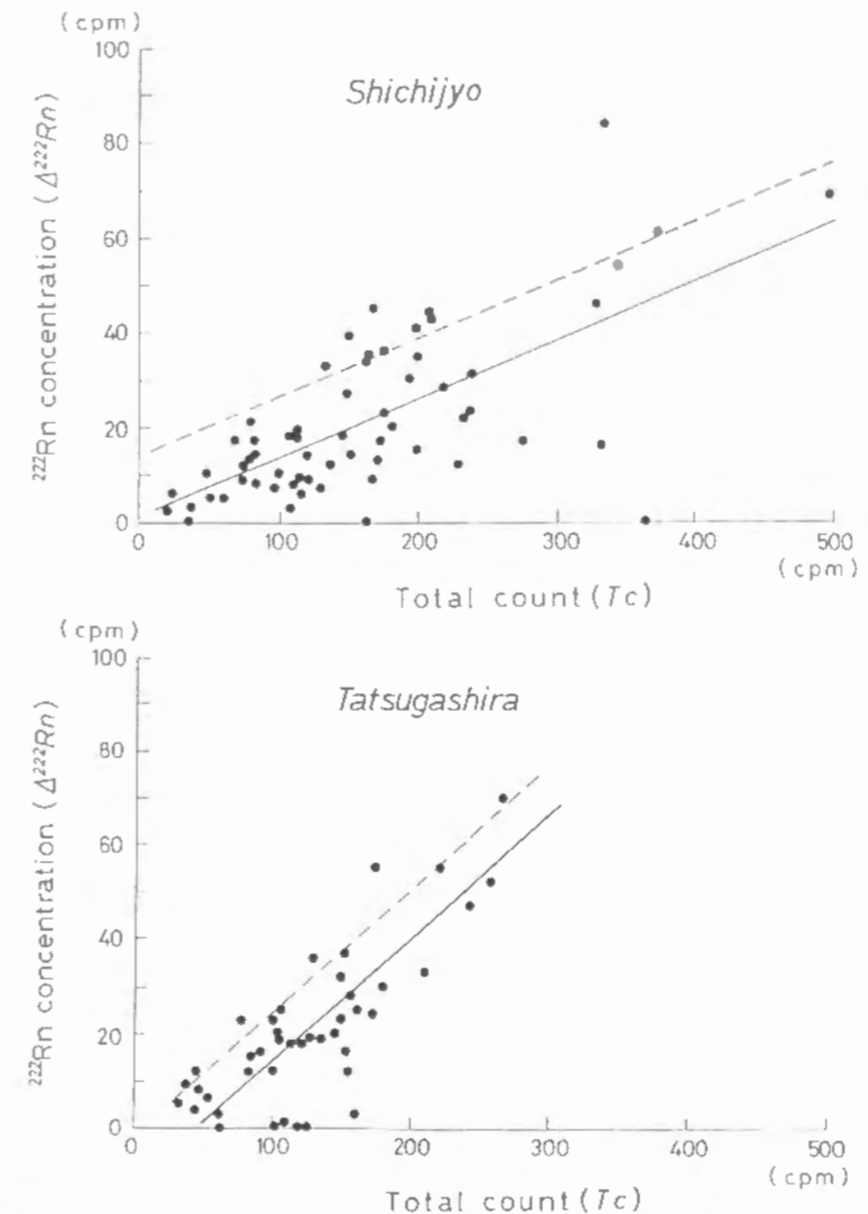 (cpm)
100
80
60
40
20
0
²²²Rn concentration (Δ²²²Rn)
Shichijyo
0 100 200 300 400 500
(cpm)
Total count (Tc)
(cpm)
100
80
60
40
20
0
²²²Rn concentration (Δ²²²Rn)
Tatsugashira
0 100 200 300 400 500
(cpm)
Total count (Tc)